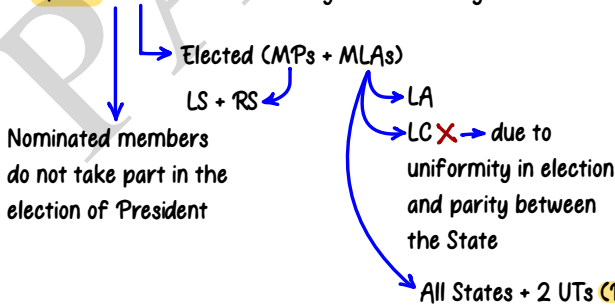 Elected (MPs + MLAs)
LS + RS
LA
LC X → due to
uniformity in election
and parity between
the State
Nominated members
do not take part in the
election of President
All States + 2 UTs